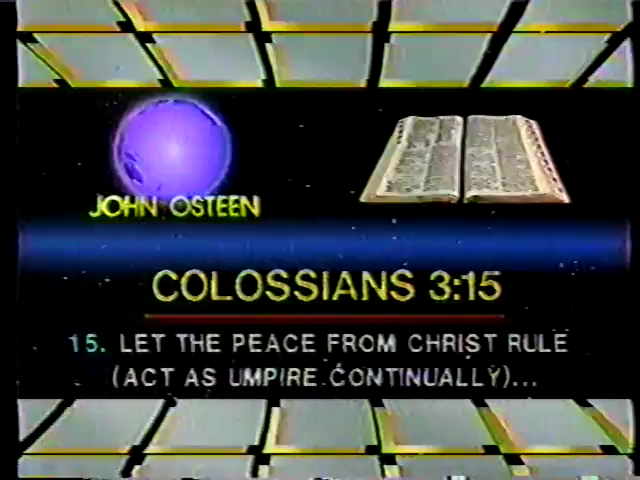 JOHN OSTEEN
COLOSSIANS 3:15
15. LET THE PEACE FROM CHRIST RULE
(ACT AS UMPIRE CONTINUALLY)...